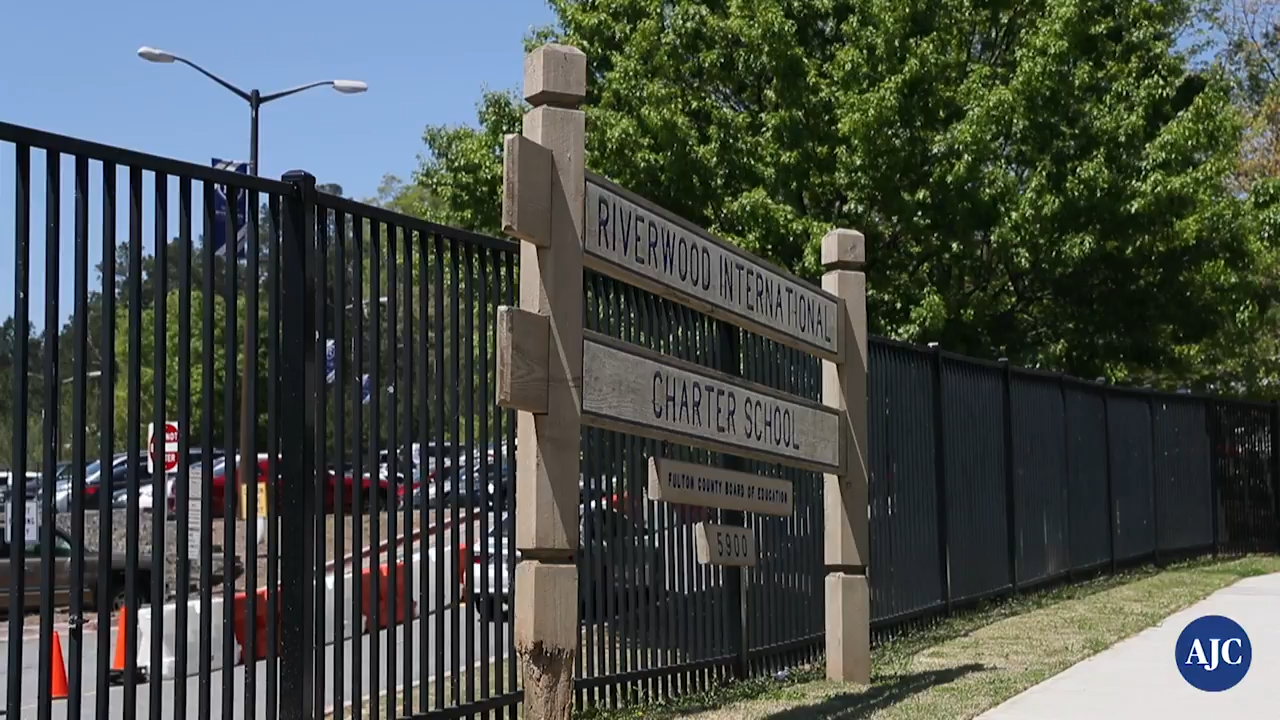 RIVERWOOD INTERNATIONAL
CHARTER SCHOOL
FULTON COUNTY BOARD OF EDUCATION
5900
AJC